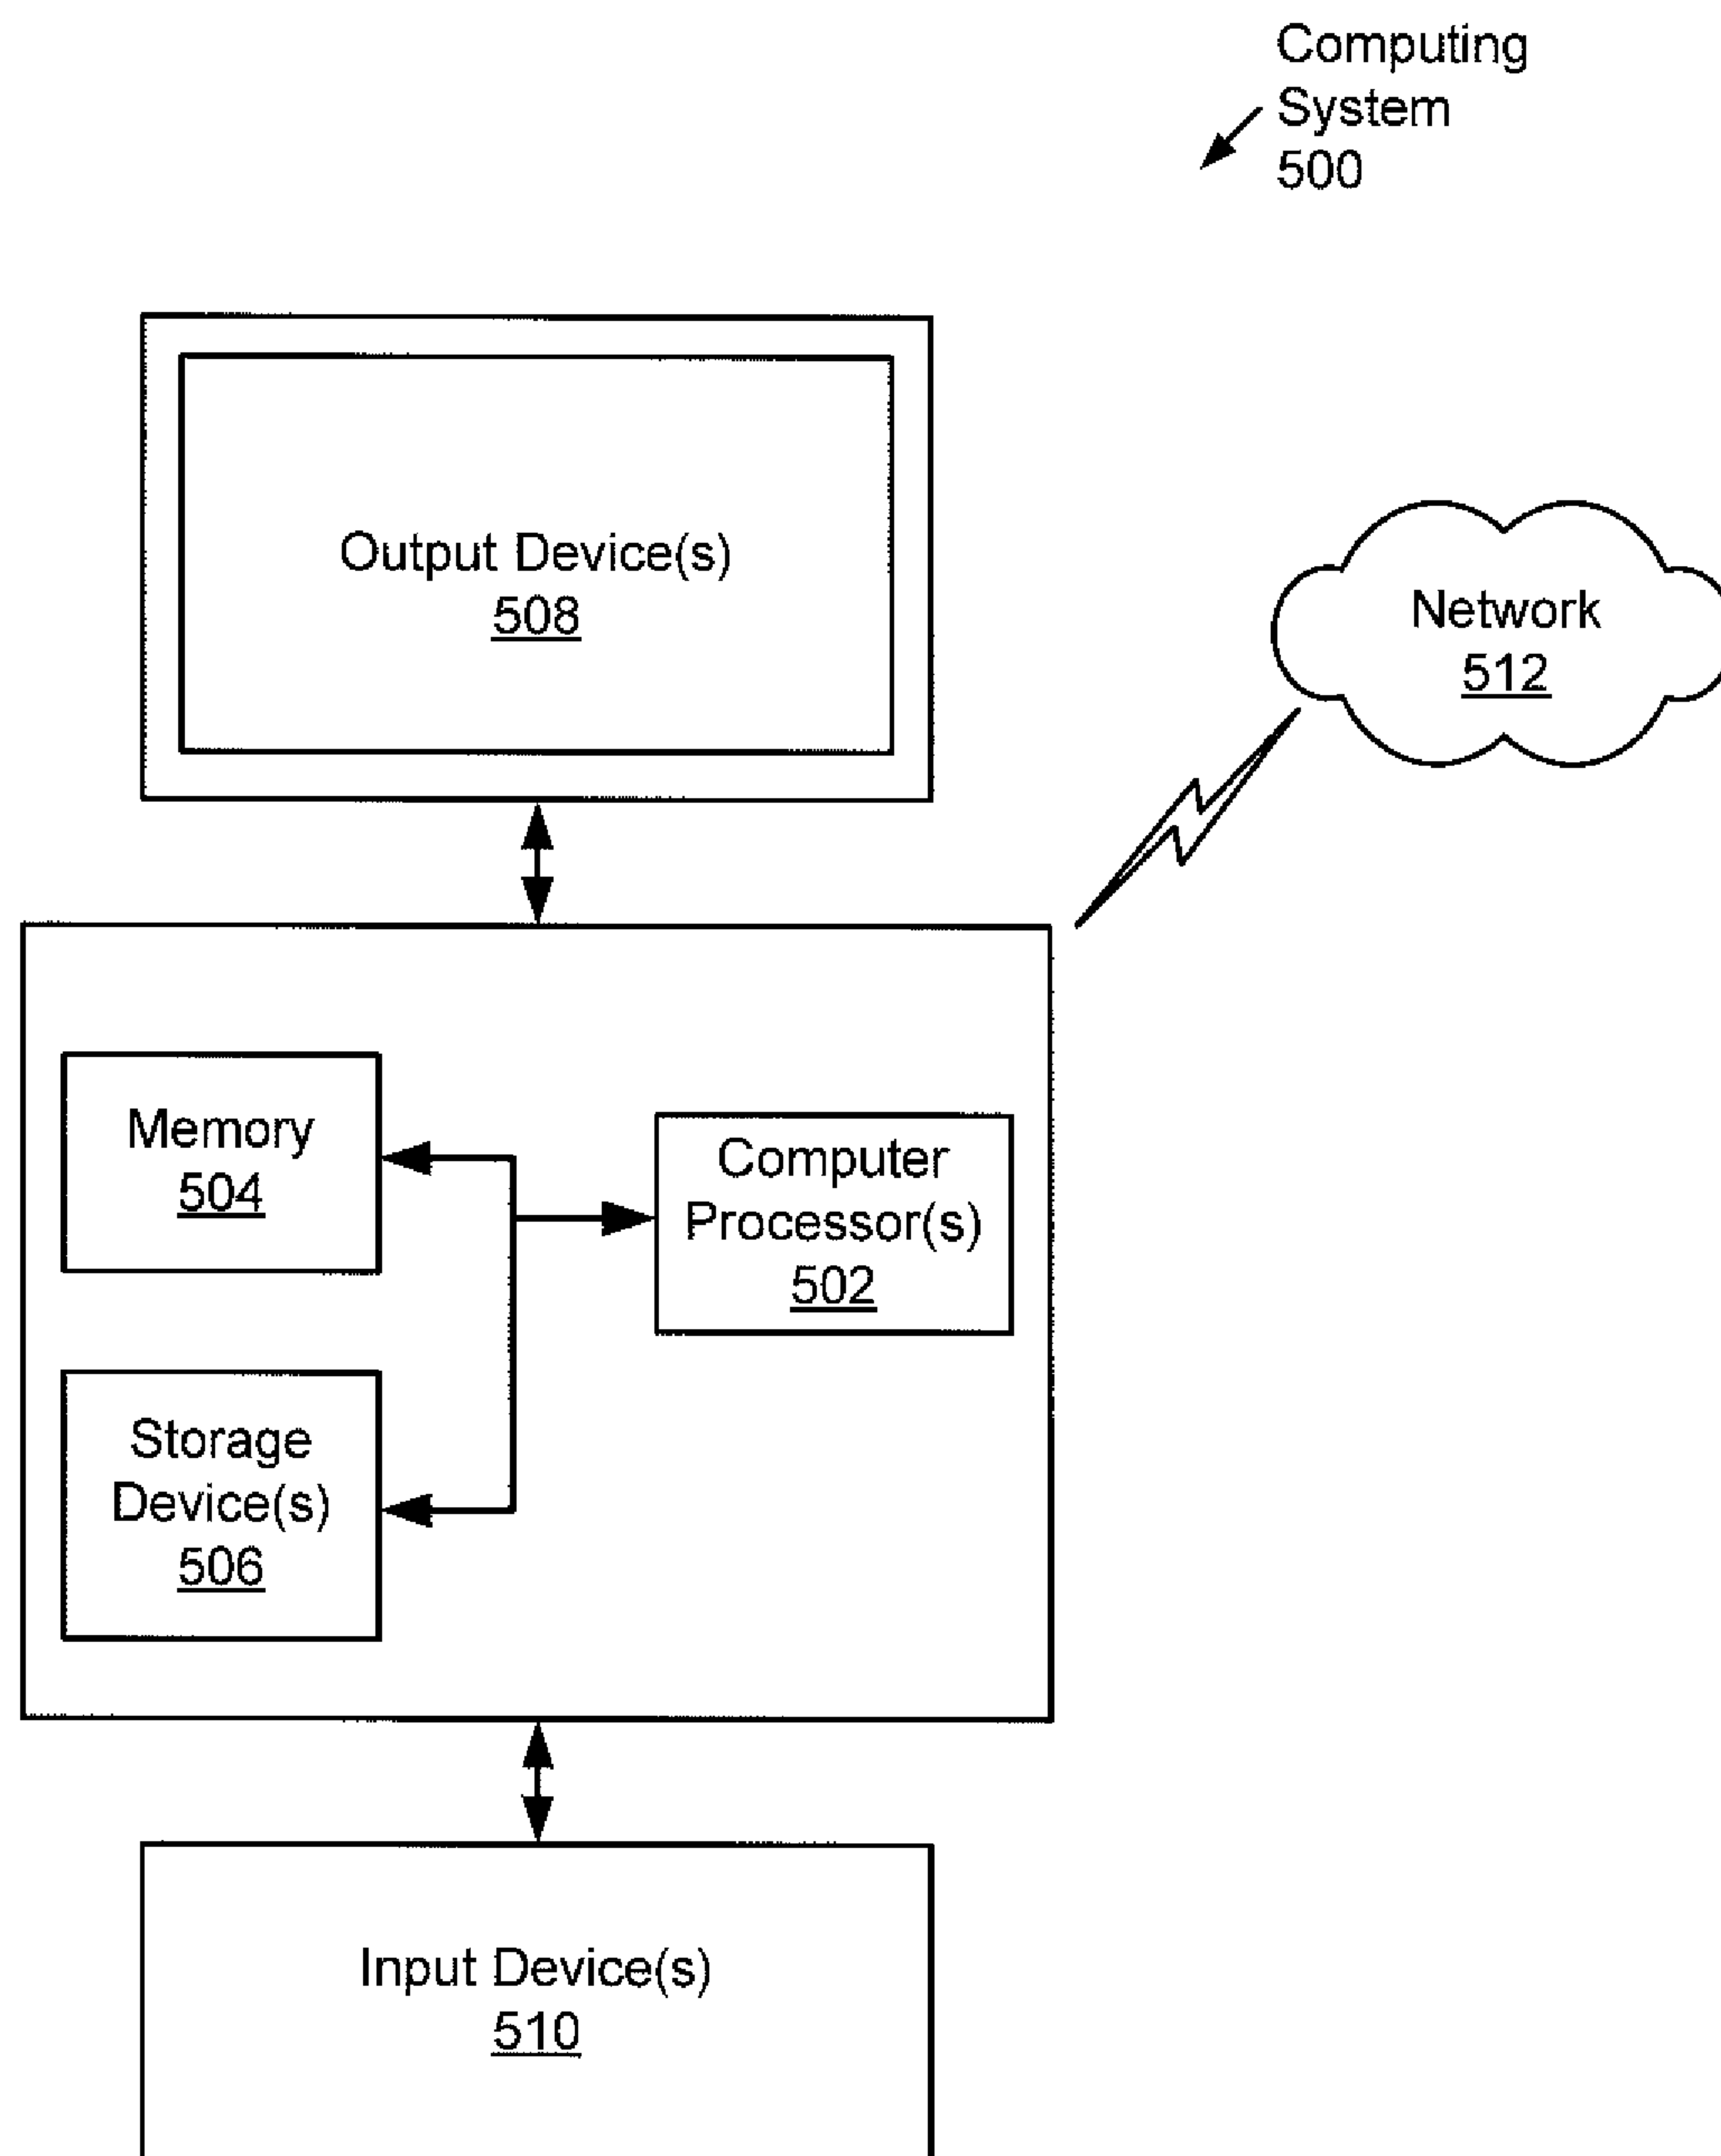 Computing
System
500
Output Device(s)
508
Network
512
Memory
504
Computer
Processor(s)
502
Storage
Device(s)
506
Input Device(s)
510